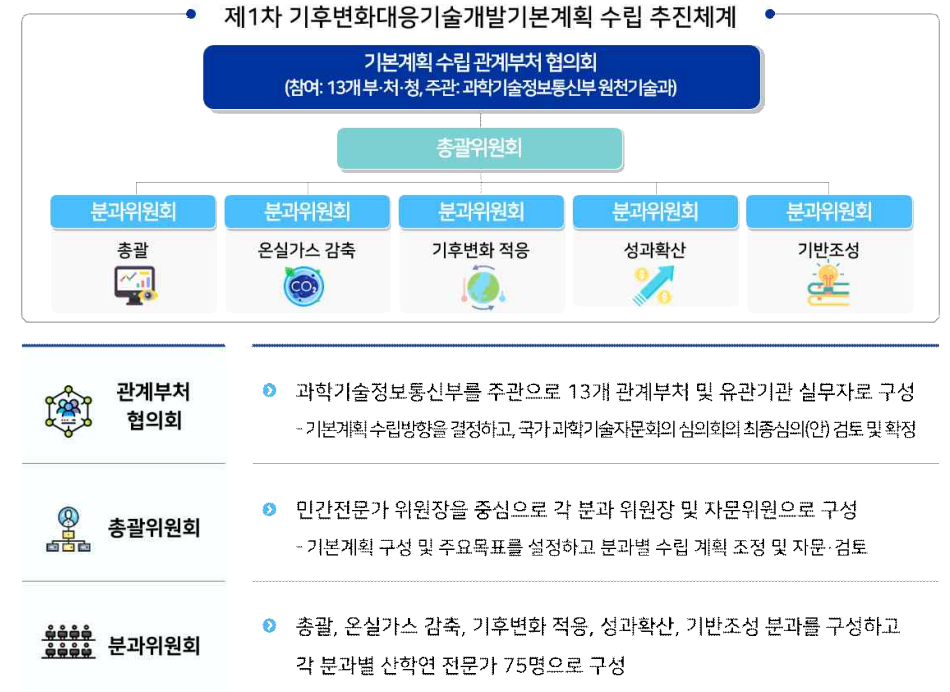 제1차 기후변화대응기술개발기본계획 수립 추진체계
기본계획 수립 관계부처 협의회
(참여: 13개 부·처·청, 주관: 과학기술정보통신부 원천기술과)
총괄위원회
분과위원회 분과위원회 분과위원회 분과위원회 분과위원회
총괄 온실가스 감축 기후변화 적응 성과확산 기반조성
CO₂
관계부처
협의회
과학기술정보통신부를 주관으로 13개 관계부처 및 유관기관 실무자로 구성
- 기본계획 수립방향을 결정하고, 국가 과학기술자문회의 심의회의 최종심의(안) 검토 및 확정
총괄위원회
민간전문가 위원장을 중심으로 각 분과 위원장 및 자문위원으로 구성
- 기본계획 구성 및 주요목표를 설정하고 분과별 수립 계획 조정 및 자문·검토
분과위원회
총괄, 온실가스 감축, 기후변화 적응, 성과확산, 기반조성 분과를 구성하고
각 분과별 산학연 전문가 75명으로 구성